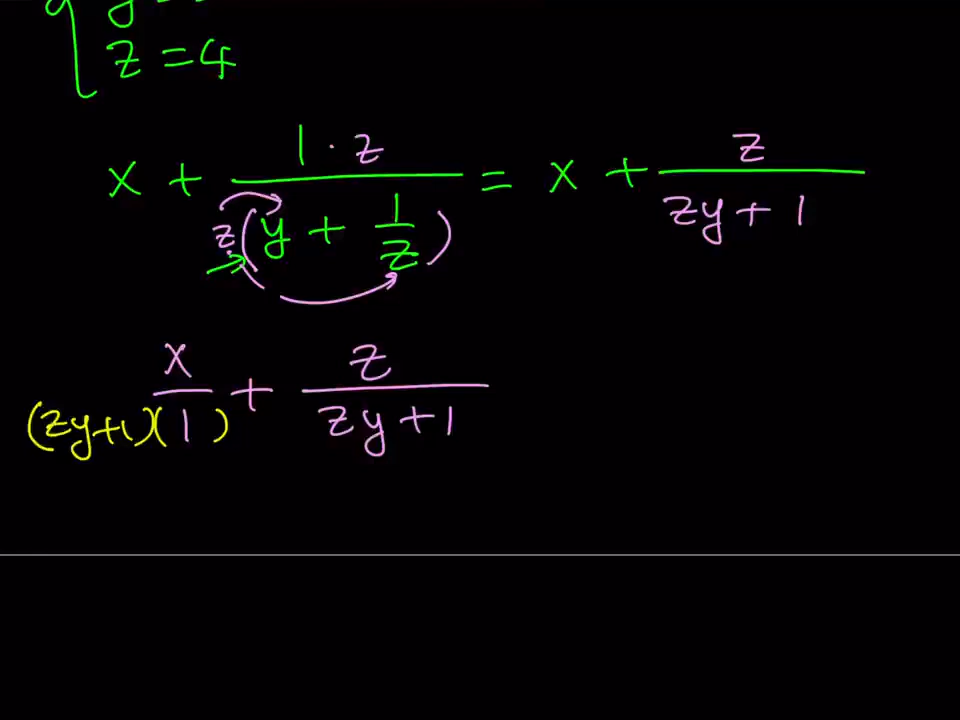 y =
z = 4
x + (1 · z)/(z(y + 1/z)) = x + z/(zy + 1)
x/((zy+1)(1)) + z/(zy + 1)